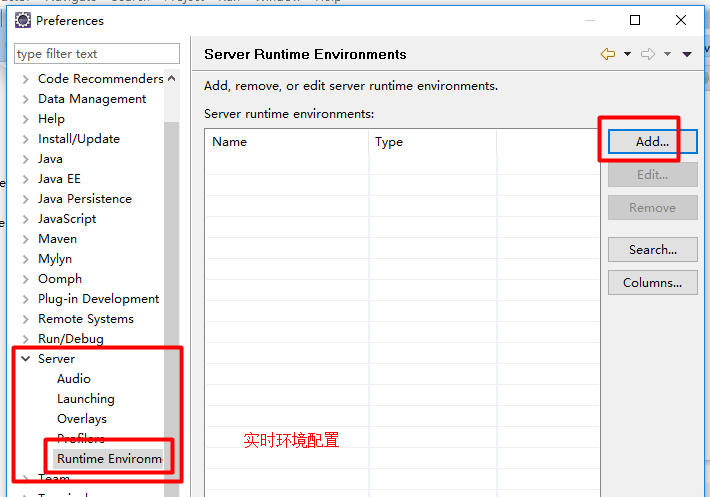 Preferences
type filter text
Code Recommenders
Data Management
Help
Install/Update
Java
Java EE
Java Persistence
JavaScript
Maven
Mylyn
Oomph
Plug-in Development
Remote Systems
Run/Debug
Server
Audio
Launching
Overlays
Profilers
Runtime Environm
Team
Server Runtime Environments
Add, remove, or edit server runtime environments.
Server runtime environments:
Name Type
Add...
Edit...
Remove
Search...
Columns...
实时环境配置